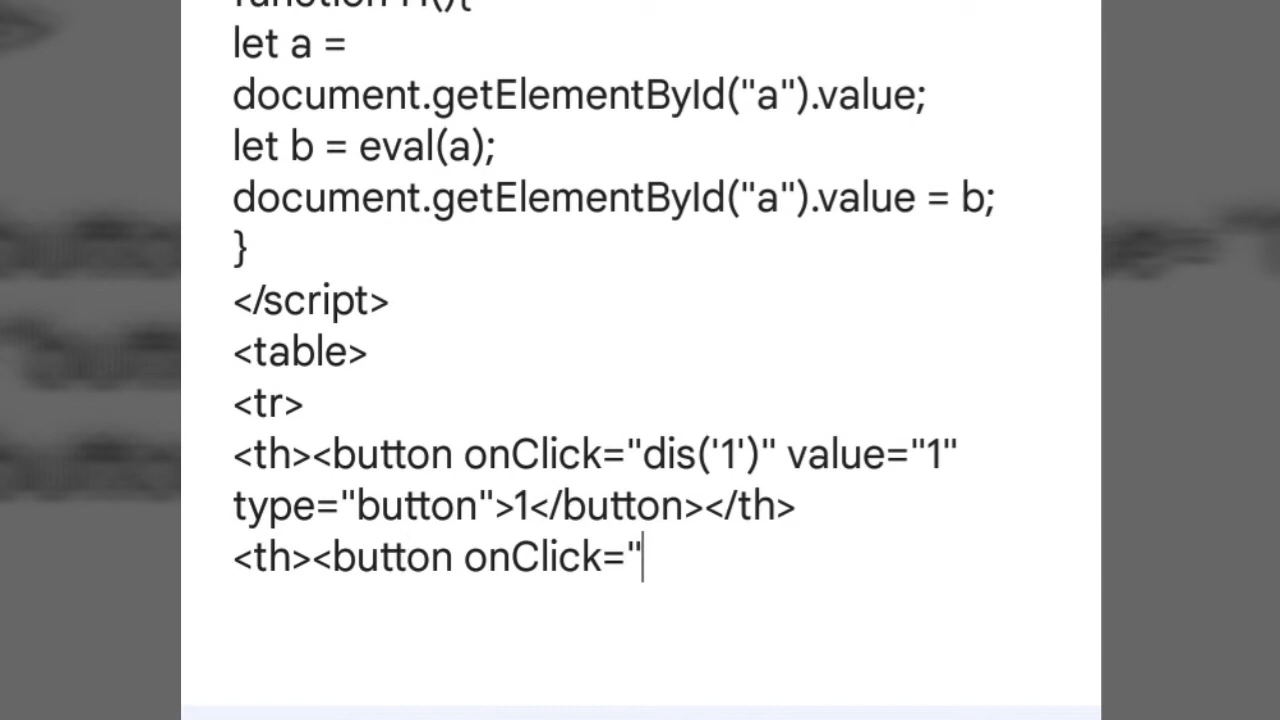 let a =
document.getElementById("a").value;
let b = eval(a);
document.getElementById("a").value = b;
}
</script>
<table>
<tr>
<th><button onClick="dis('1')" value="1"
type="button">1</button></th>
<th><button onClick="